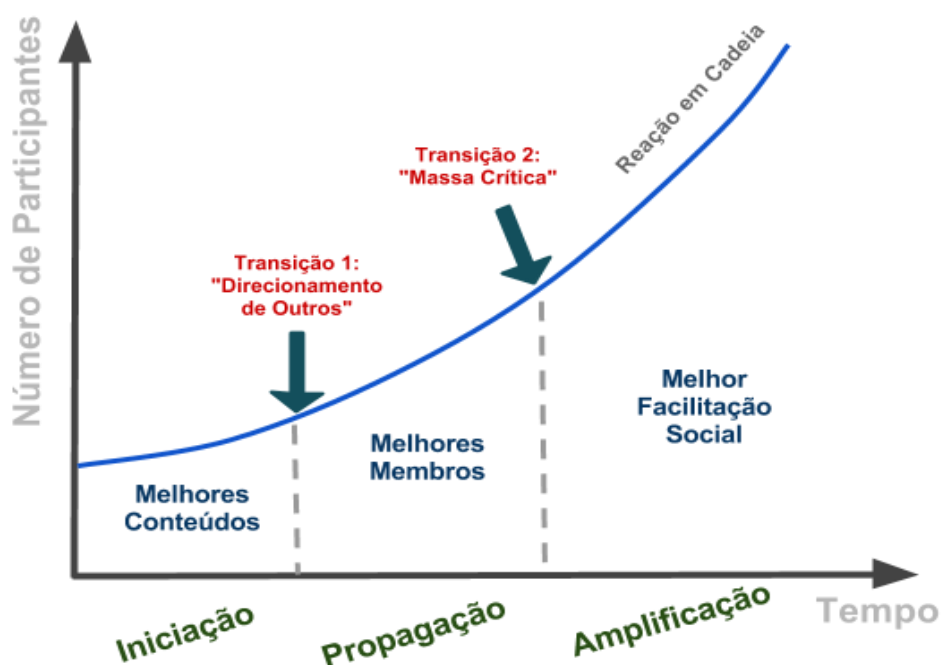 Número de Participantes
Reação em Cadeia
Transição 2:
"Massa Crítica"
Transição 1:
"Direcionamento
de Outros"
Melhor
Facilitação
Social
Melhores
Membros
Melhores
Conteúdos
Iniciação
Propagação
Amplificação
Tempo